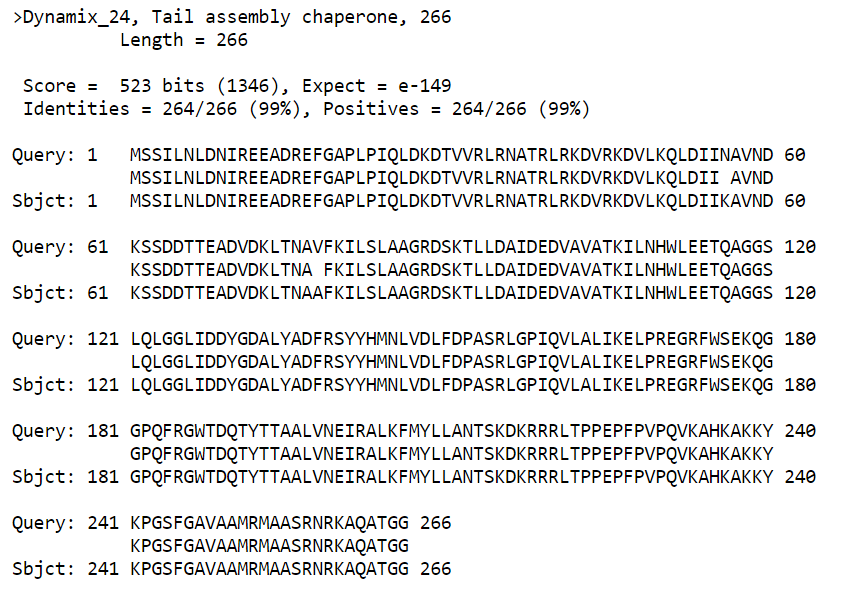 >Dynamix_24, Tail assembly chaperone, 266
Length = 266
Score =  523 bits (1346), Expect = e-149
Identities = 264/266 (99%), Positives = 264/266 (99%)
Query: 1   MSSILNLDNIREEADREFGAPLPIQLDKDTVVRLRNATRLRKDVRKDVLKQLDIINAVND 60
MSSILNLDNIREEADREFGAPLPIQLDKDTVVRLRNATRLRKDVRKDVLKQLDII AVND
Sbjct: 1   MSSILNLDNIREEADREFGAPLPIQLDKDTVVRLRNATRLRKDVRKDVLKQLDIIKAVND 60
Query: 61  KSSDDTTEADVDKLTNAVFKILSLAAGRDSKTLLDAIDEDVAVATKILNHWLEETQAGGS 120
KSSDDTTEADVDKLTNA FKILSLAAGRDSKTLLDAIDEDVAVATKILNHWLEETQAGGS
Sbjct: 61  KSSDDTTEADVDKLTNAAFKILSLAAGRDSKTLLDAIDEDVAVATKILNHWLEETQAGGS 120
Query: 121 LQLGGLIDDYGDALYADFRSYYHMNLVDLFDPASRLGPIQVLALIKELPREGRFWSEKQG 180
LQLGGLIDDYGDALYADFRSYYHMNLVDLFDPASRLGPIQVLALIKELPREGRFWSEKQG
Sbjct: 121 LQLGGLIDDYGDALYADFRSYYHMNLVDLFDPASRLGPIQVLALIKELPREGRFWSEKQG 180
Query: 181 GPQFRGWTDQTYTTAALVNEIRALKFMYLLANTSKDKRRRLTPPEPFPVPQVKAHKAKKY 240
GPQFRGWTDQTYTTAALVNEIRALKFMYLLANTSKDKRRRLTPPEPFPVPQVKAHKAKKY
Sbjct: 181 GPQFRGWTDQTYTTAALVNEIRALKFMYLLANTSKDKRRRLTPPEPFPVPQVKAHKAKKY 240
Query: 241 KPGSFGAVAAMRMAASRNRKAQATGG 266
KPGSFGAVAAMRMAASRNRKAQATGG
Sbjct: 241 KPGSFGAVAAMRMAASRNRKAQATGG 266